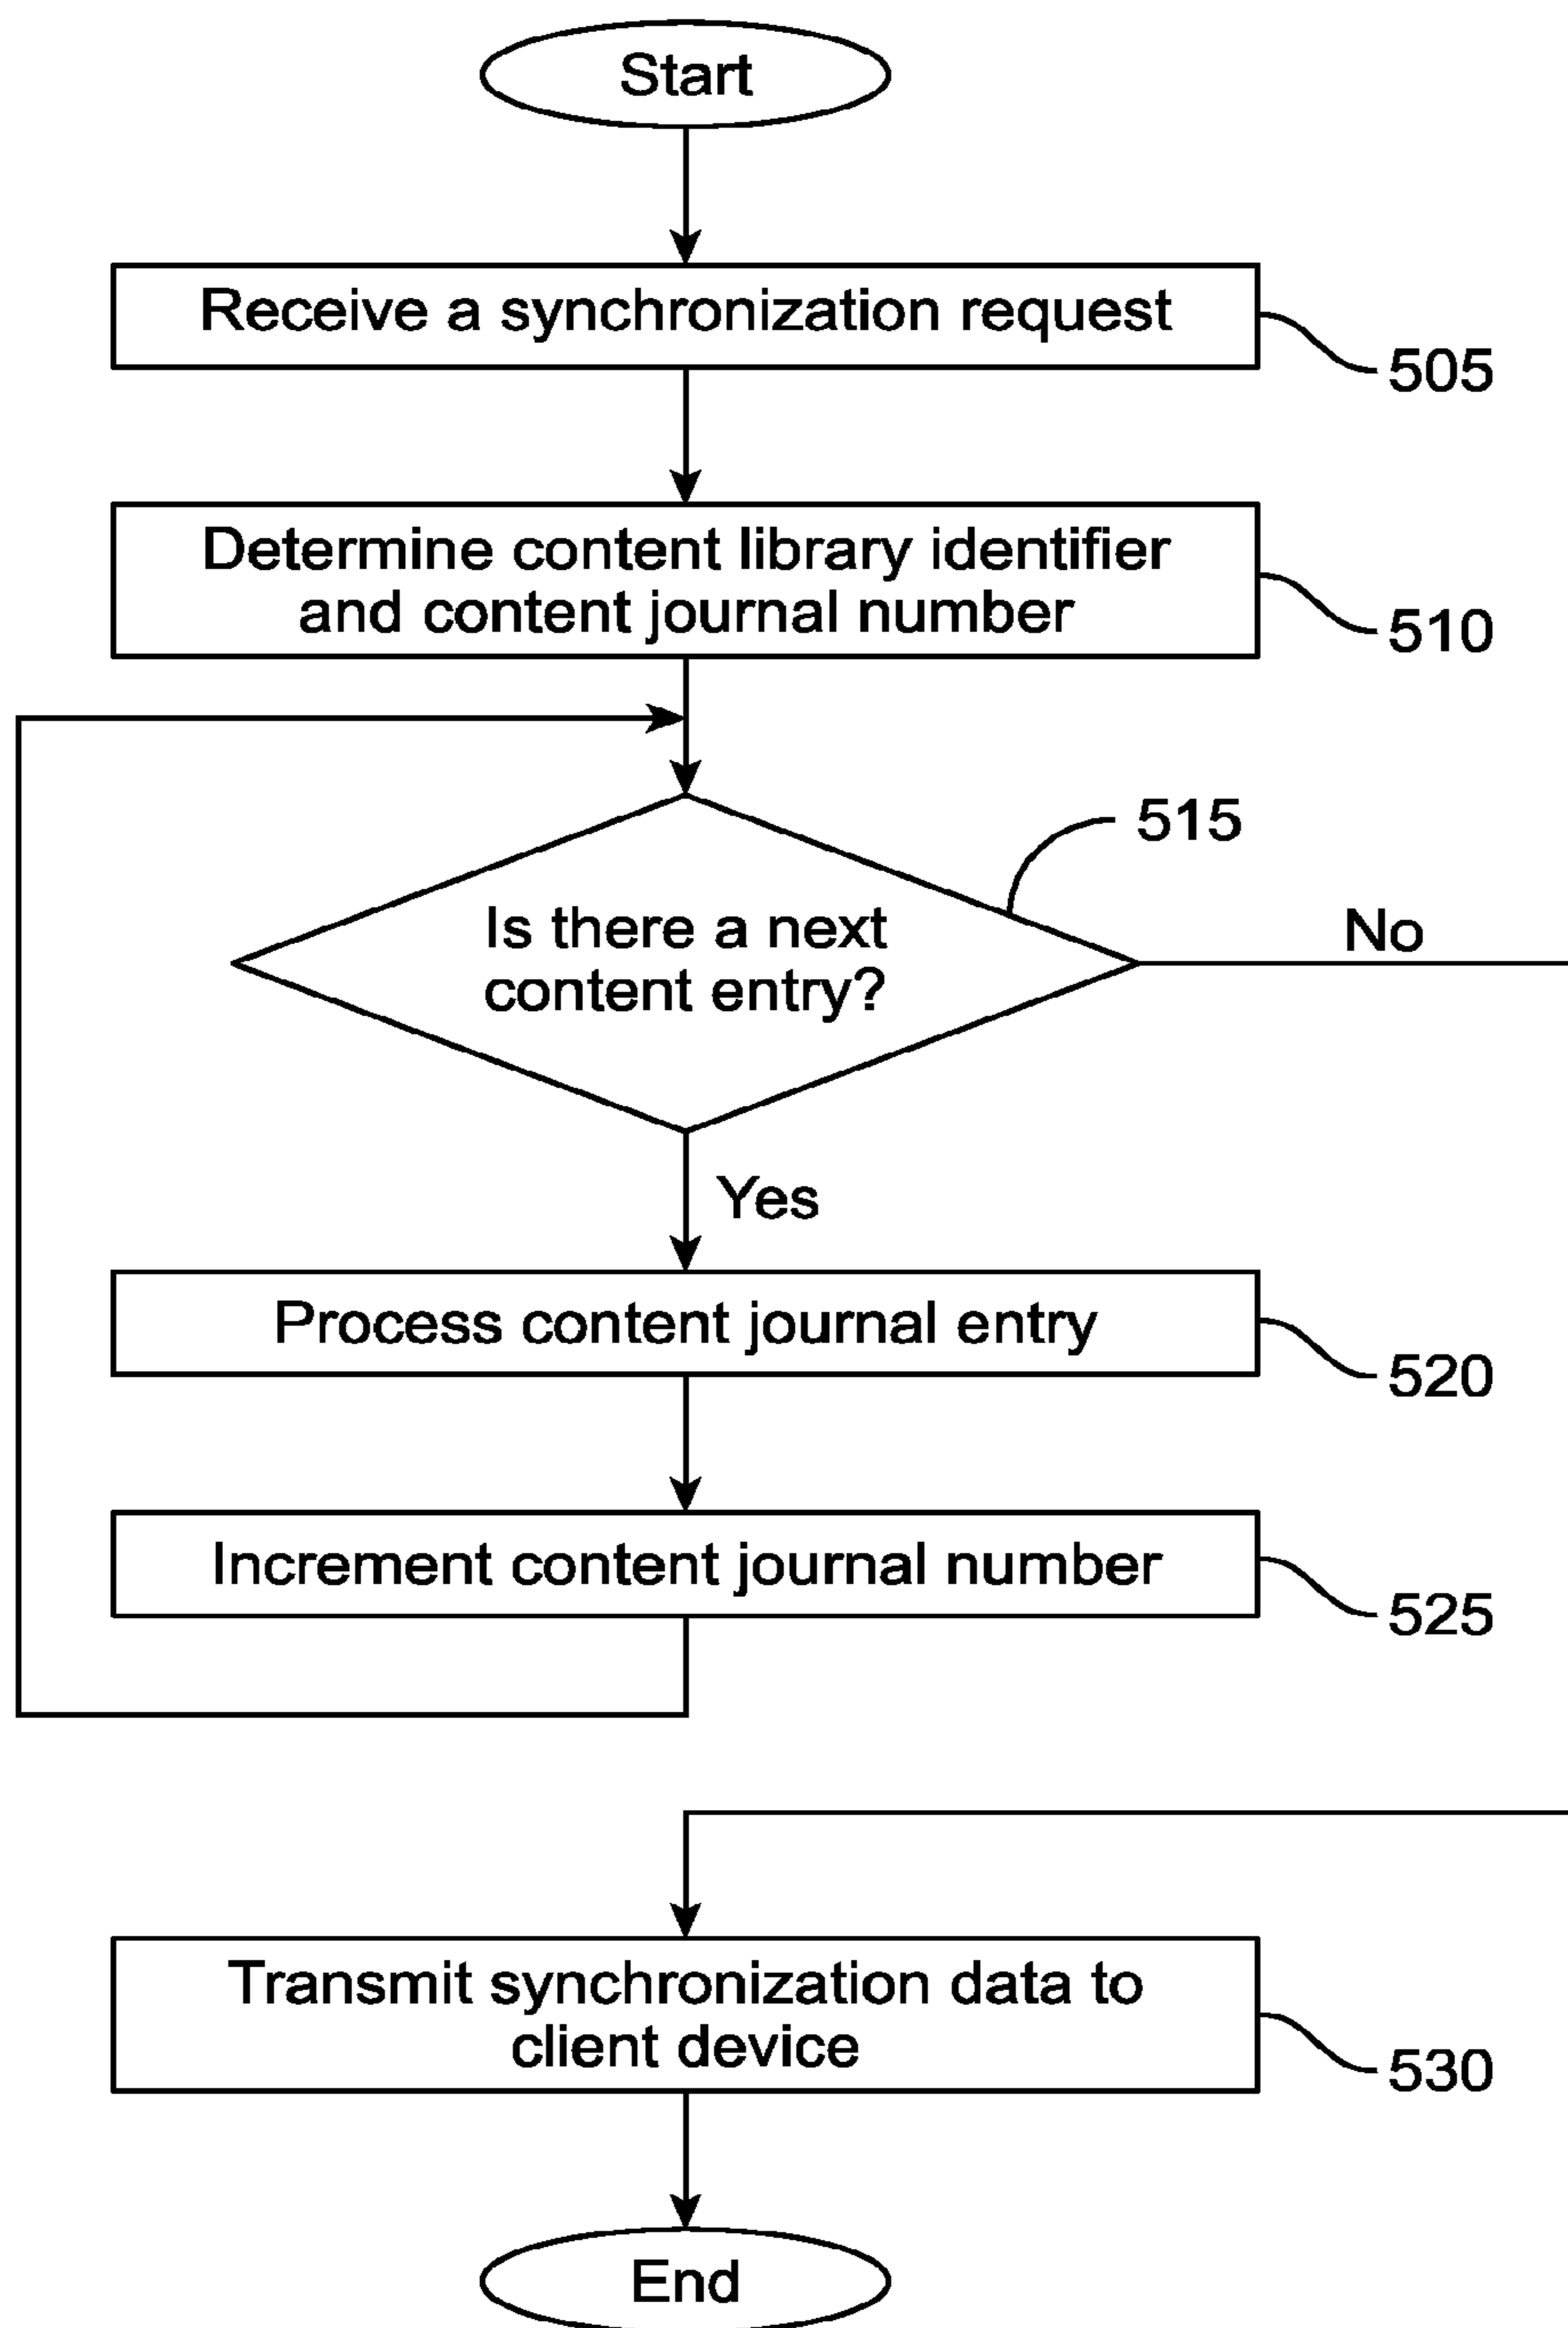 Start
Receive a synchronization request
505
Determine content library identifier
and content journal number
510
515
Is there a next
content entry?
No
Yes
Process content journal entry
520
Increment content journal number
525
Transmit synchronization data to
client device
530
End